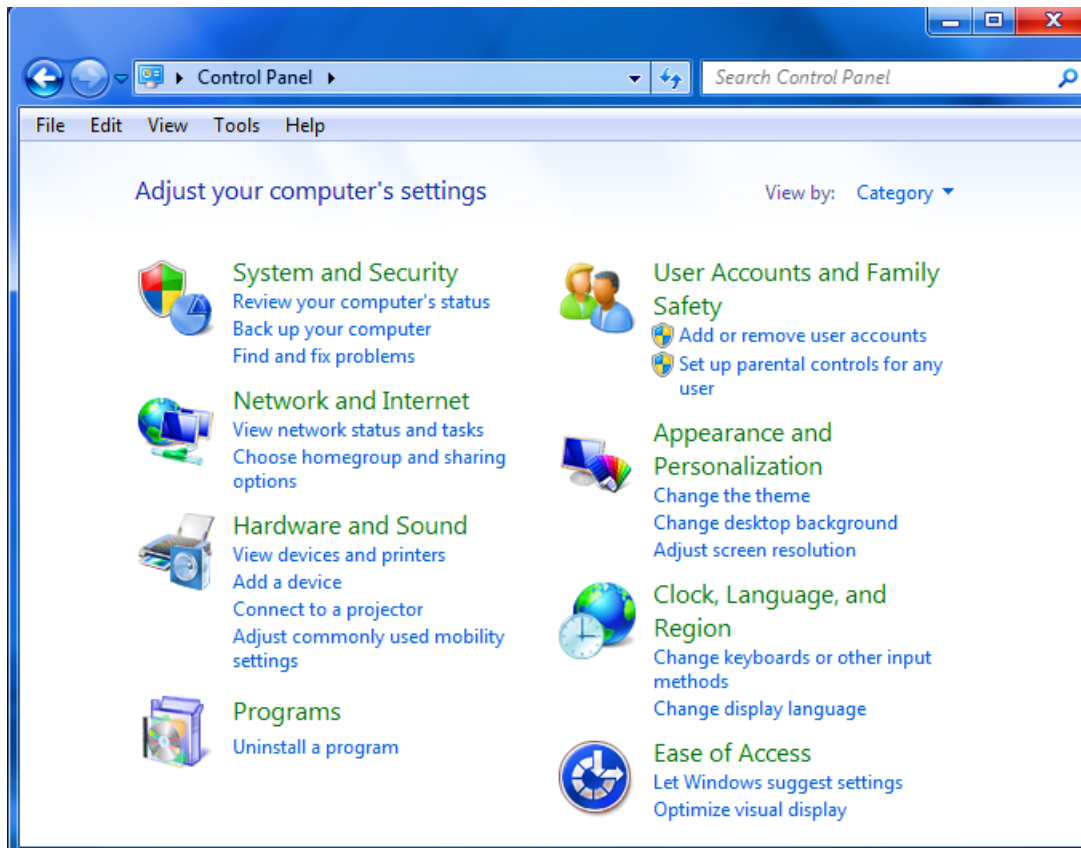 Control Panel
Search Control Panel
File Edit View Tools Help
Adjust your computer's settings
View by: Category
System and Security
Review your computer's status
Back up your computer
Find and fix problems
Network and Internet
View network status and tasks
Choose homegroup and sharing
options
Hardware and Sound
View devices and printers
Add a device
Connect to a projector
Adjust commonly used mobility
settings
Programs
Uninstall a program
User Accounts and Family
Safety
Add or remove user accounts
Set up parental controls for any
user
Appearance and
Personalization
Change the theme
Change desktop background
Adjust screen resolution
Clock, Language, and
Region
Change keyboards or other input
methods
Change display language
Ease of Access
Let Windows suggest settings
Optimize visual display